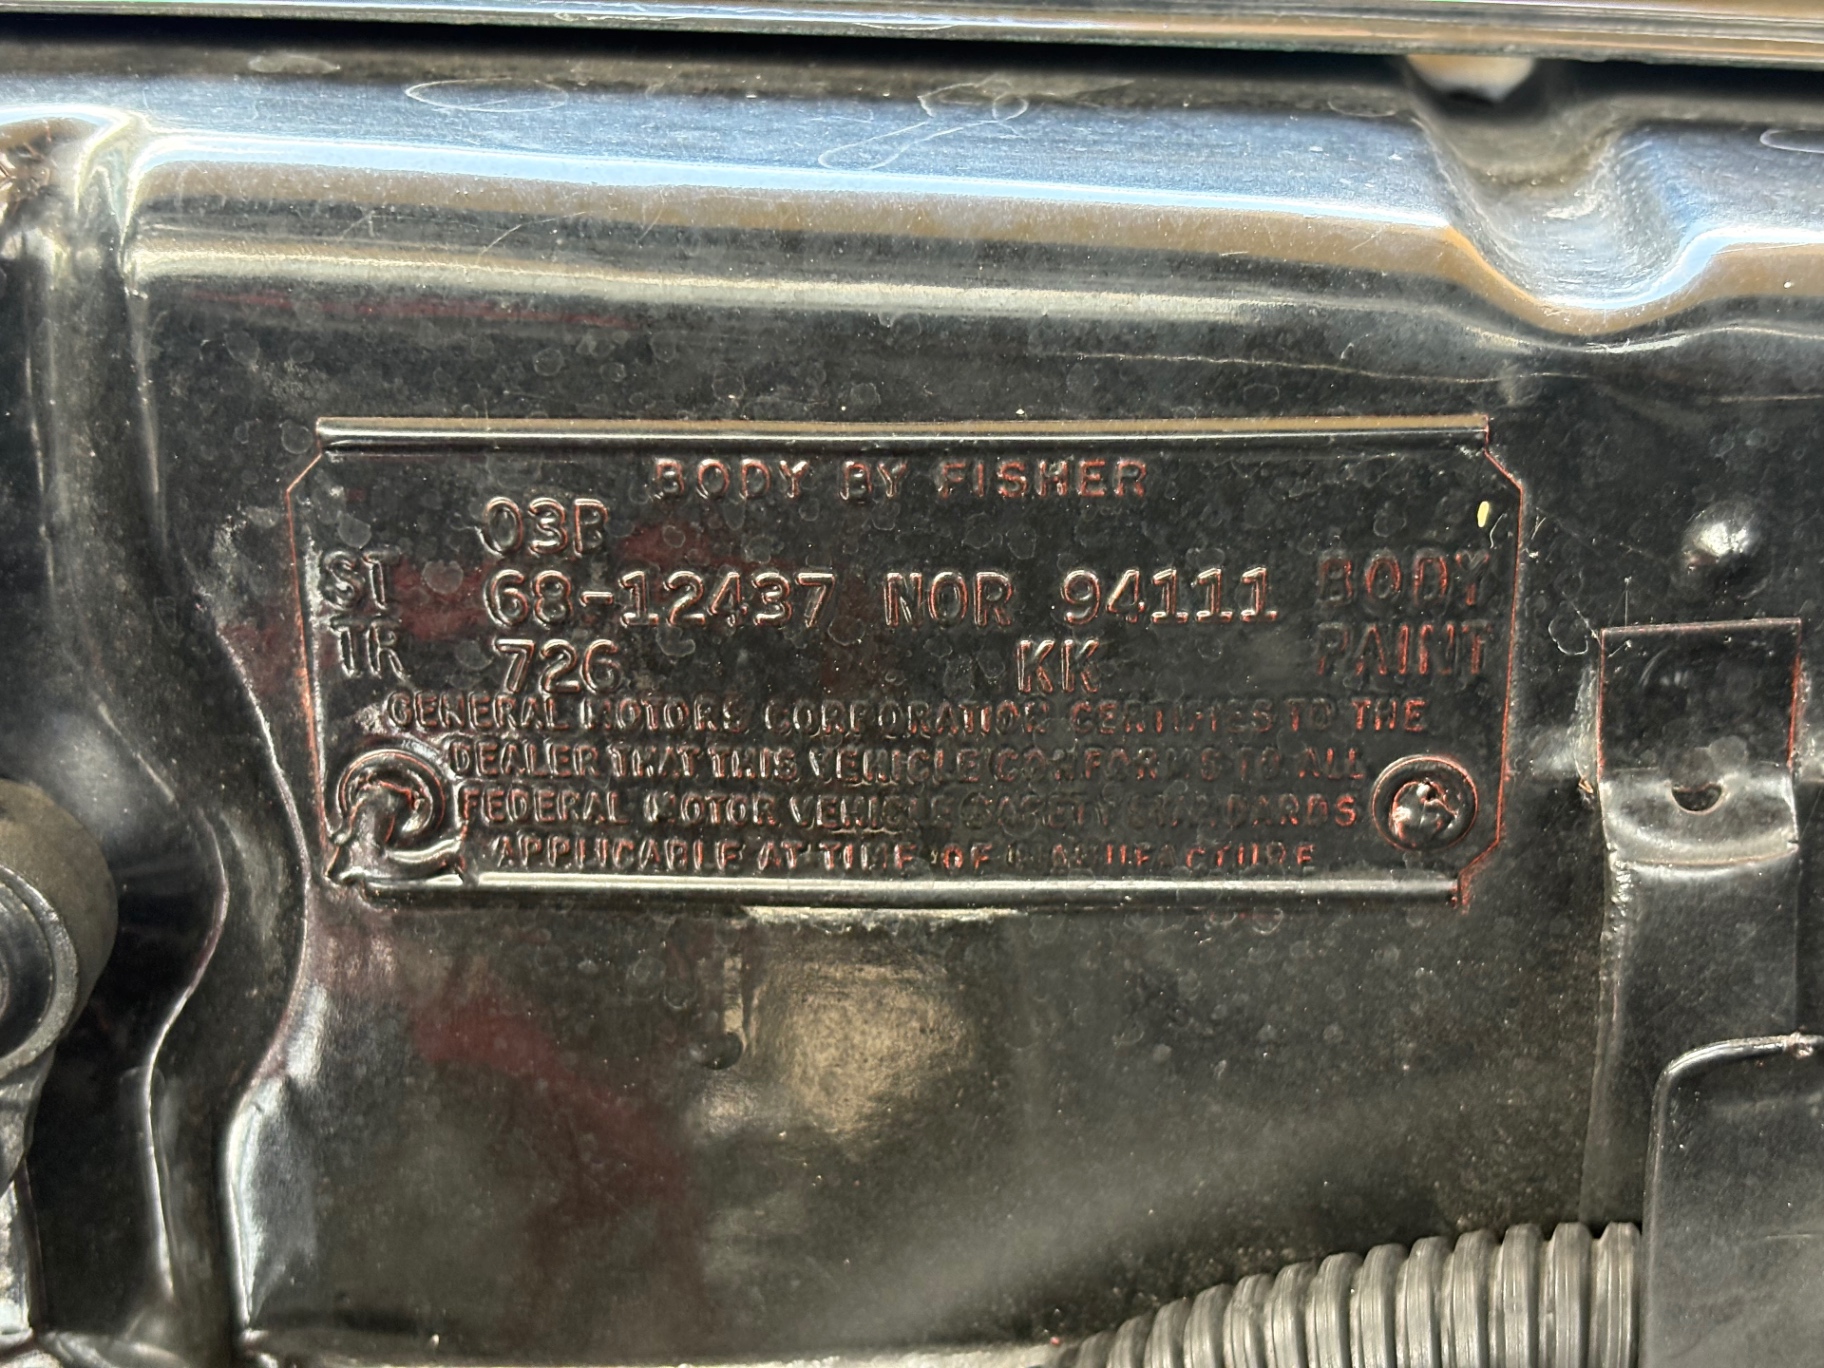 BODY BY FISHER
03B
ST 68-12437 NOR 94111 BODY
TR 726 KK PAINT
GENERAL MOTORS CORPORATION CERTIFIES TO THE
DEALER THAT THIS VEHICLE CONFORMS TO ALL
FEDERAL MOTOR VEHICLE SAFETY STANDARDS
APPLICABLE AT TIME OF MANUFACTURE